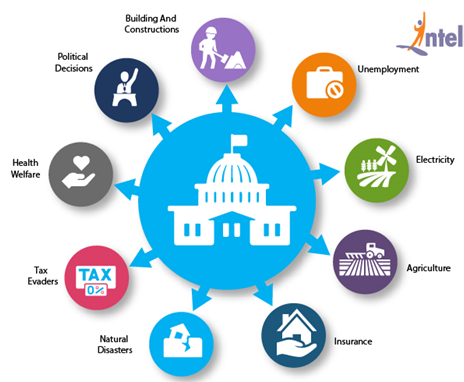 Building And
Constructions
intel
Political
Decisions
Unemployment
Health
Welfare
Electricity
Tax
Evaders
TAX
0%
Agriculture
Natural
Disasters
Insurance